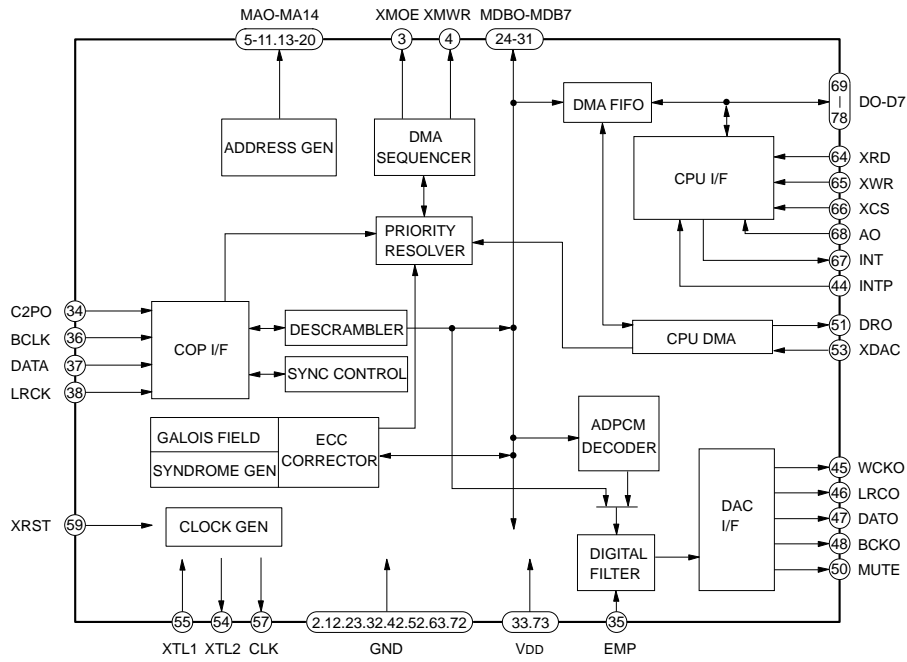 MAO-MA14 XMOE XMWR MDBO-MDB7
5-11.13-20 3 4 24-31
69
78
DO-D7
DMA FIFO
ADDRESS GEN
DMA
SEQUENCER
CPU I/F
64 XRD
65 XWR
66 XCS
68 AO
67 INT
44 INTP
PRIORITY
RESOLVER
C2PO 34
BCLK 36
DATA 37
LRCK 38
COP I/F
DESCRAMBLER
SYNC CONTROL
CPU DMA
51 DRO
53 XDAC
GALOIS FIELD
SYNDROME GEN
ECC
CORRECTOR
ADPCM
DECODER
DAC
I/F
45 WCKO
46 LRCO
47 DATO
48 BCKO
50 MUTE
XRST 59
CLOCK GEN
DIGITAL
FILTER
55 54 57 2.12.23.32.42.52.63.72 33.73 35
XTL1 XTL2 CLK GND VDD EMP